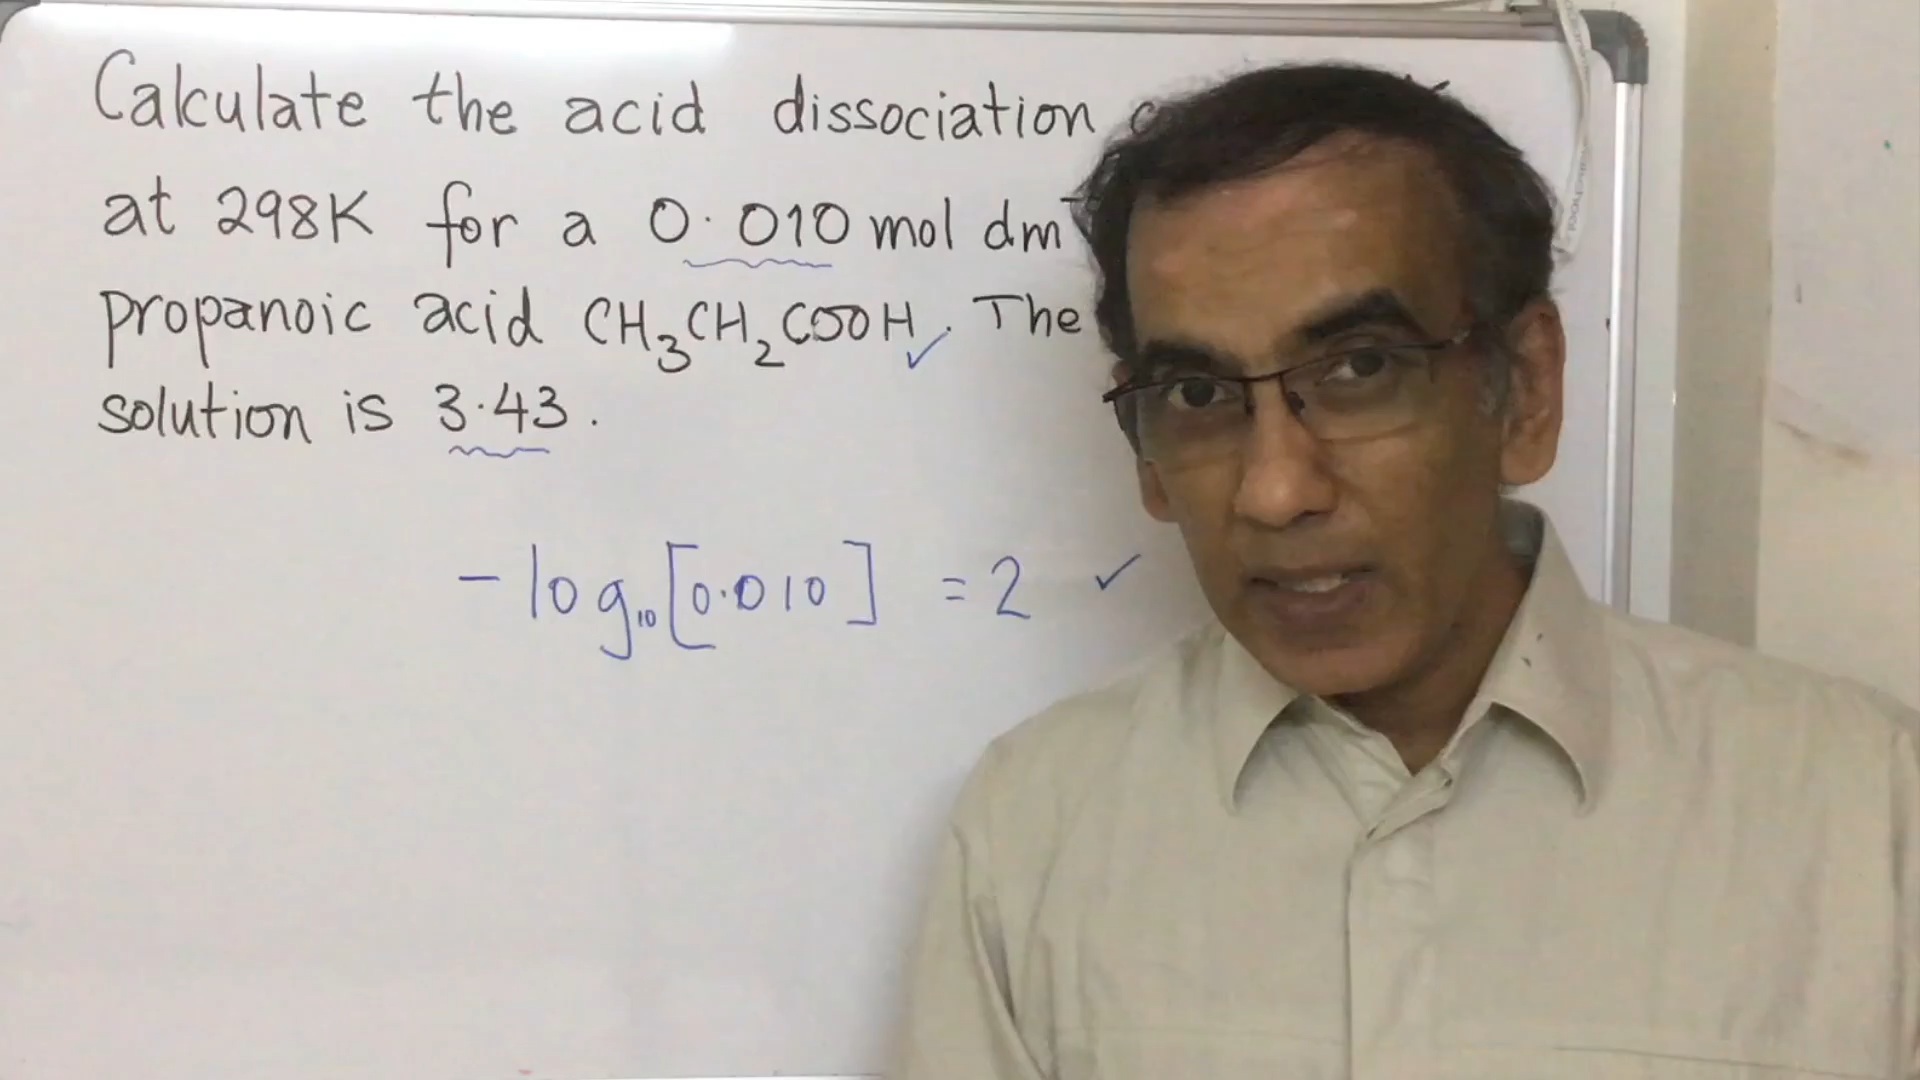 Calculate the acid dissociation
at 298K for a 0.010 mol dm⁻
propanoic acid CH₃CH₂COOH. The
solution is 3.43.
-log₁₀[0.010] = 2 ✓